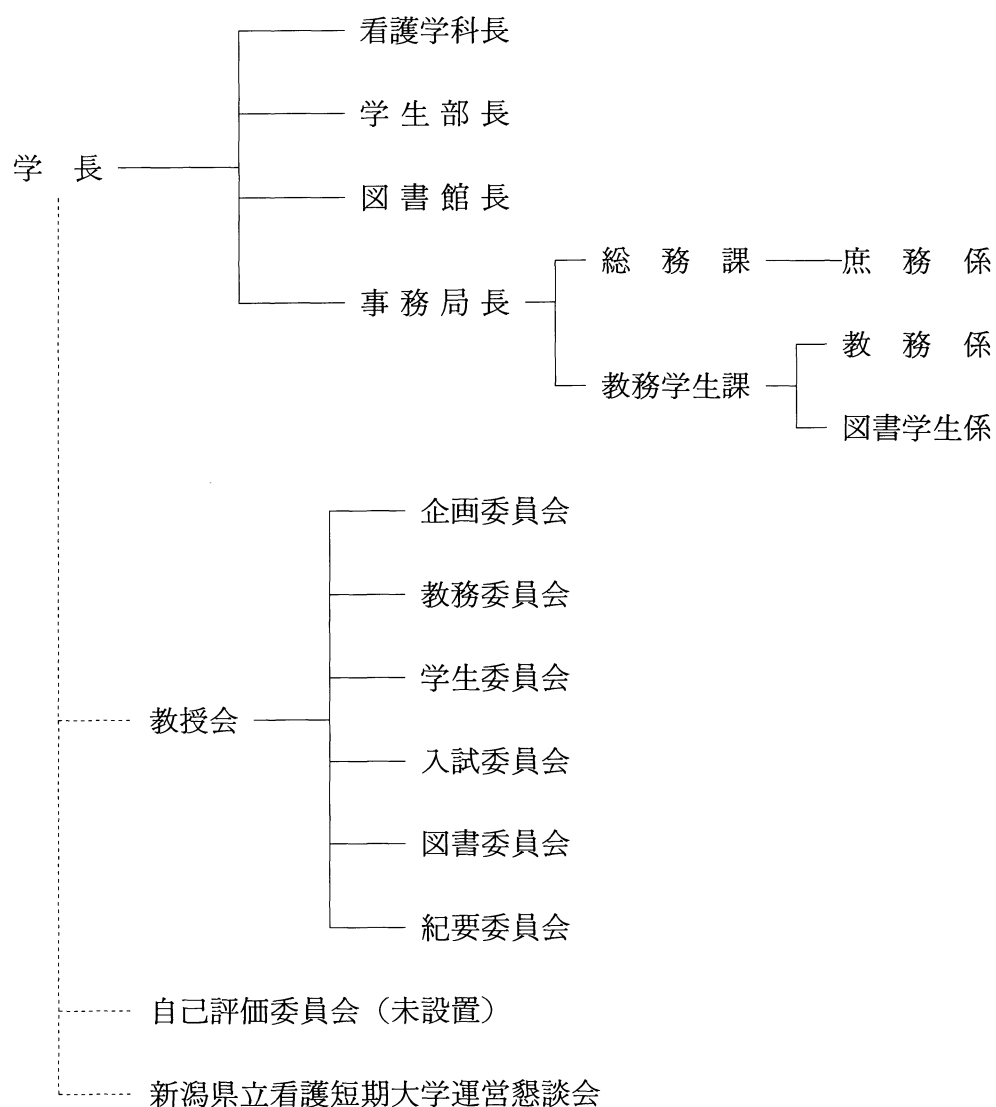 看護学科長
学生部長
学　長
図書館長
総　務　課
庶　務　係
事務局長
教　務　係
教務学生課
図書学生係
企画委員会
教務委員会
学生委員会
教授会
入試委員会
図書委員会
紀要委員会
自己評価委員会（未設置）
新潟県立看護短期大学運営懇談会